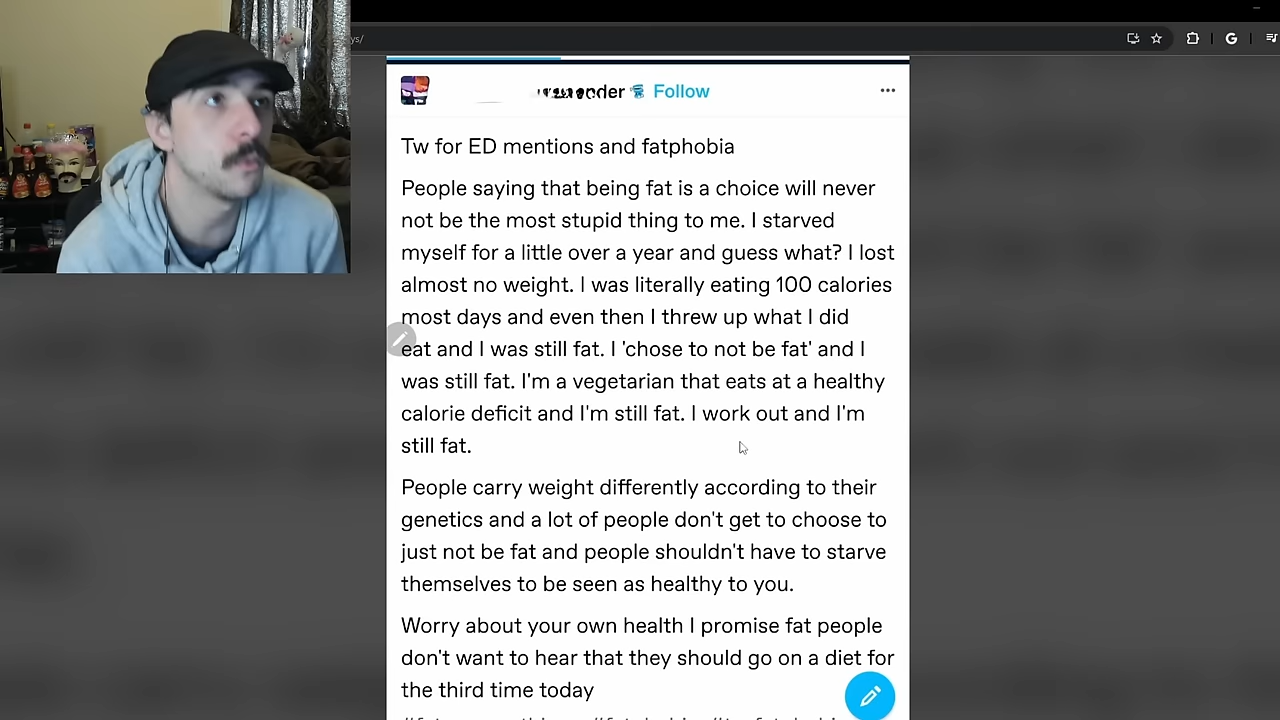 ys/
Follow
Tw for ED mentions and fatphobia
People saying that being fat is a choice will never
not be the most stupid thing to me. I starved
myself for a little over a year and guess what? I lost
almost no weight. I was literally eating 100 calories
most days and even then I threw up what I did
eat and I was still fat. I 'chose to not be fat' and I
was still fat. I'm a vegetarian that eats at a healthy
calorie deficit and I'm still fat. I work out and I'm
still fat.
People carry weight differently according to their
genetics and a lot of people don't get to choose to
just not be fat and people shouldn't have to starve
themselves to be seen as healthy to you.
Worry about your own health I promise fat people
don't want to hear that they should go on a diet for
the third time today